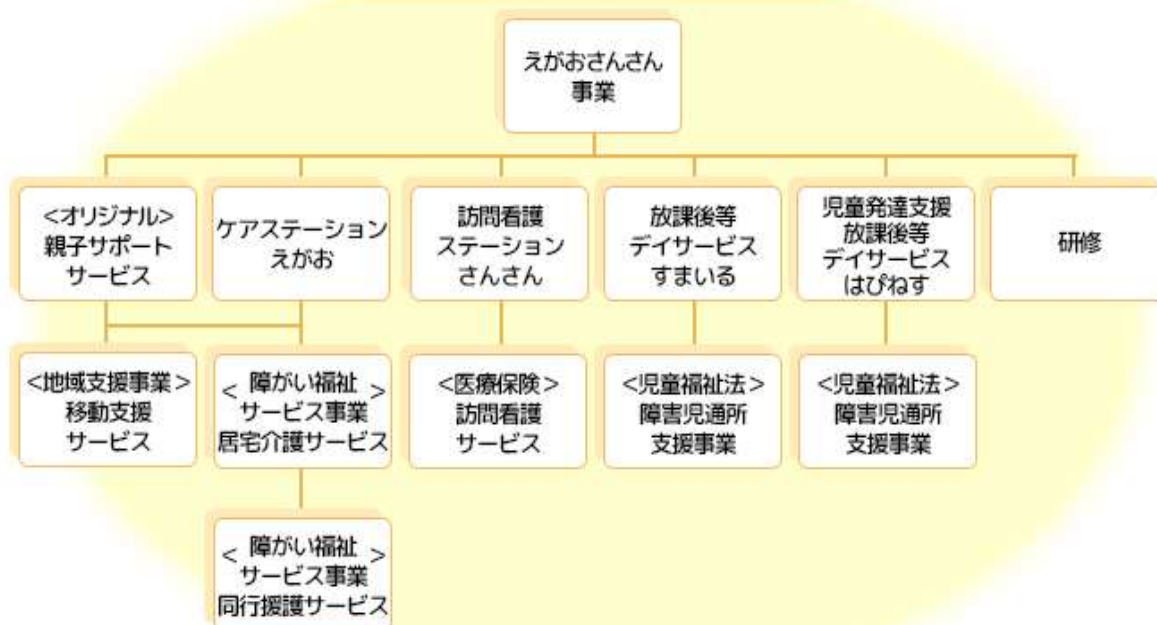 えがおさんさん
事業
<オリジナル>
親子サポート
サービス
ケアステーション
えがお
訪問看護
ステーション
さんさん
放課後等
デイサービス
すまいる
児童発達支援
放課後等
デイサービス
はぴねす
研修
<地域支援事業>
移動支援
サービス
< 障がい福祉 >
サービス事業
居宅介護サービス
<医療保険>
訪問看護
サービス
<児童福祉法>
障害児通所
支援事業
<児童福祉法>
障害児通所
支援事業
< 障がい福祉 >
サービス事業
同行援護サービス